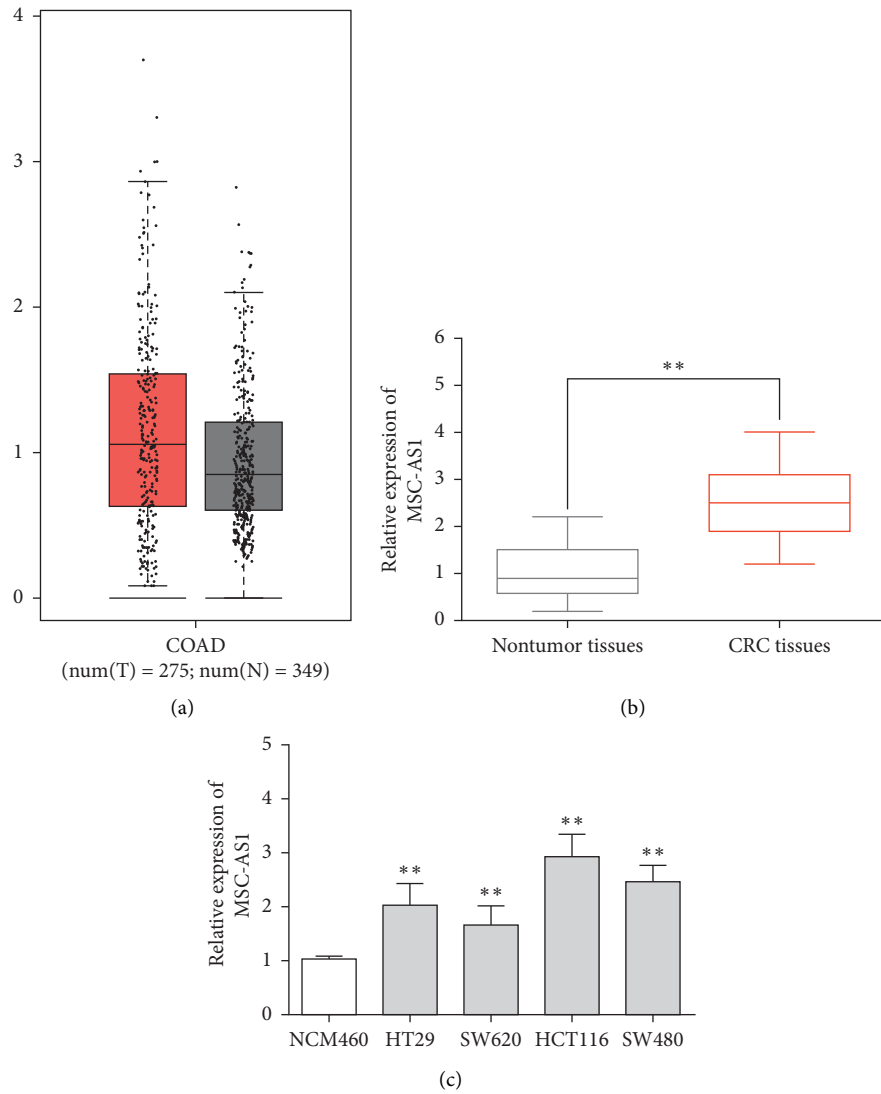 4
3
2
1
0
COAD
(num(T) = 275; num(N) = 349)
(a)
Relative expression of
MSC-AS1
6
5
4
3
2
1
0
**
Nontumor tissues
CRC tissues
(b)
Relative expression of
MSC-AS1
5
4
3
2
1
0
**
**
**
**
NCM460
HT29
SW620
HCT116
SW480
(c)